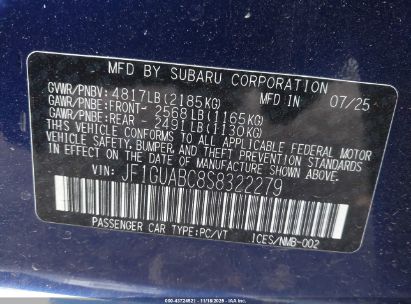 MFD BY SUBARU CORPORATION
GVWR/PNBV: 4817LB(2185KG) 07/25
GAWR/PNBE:FRONT- 2568LB(1165KG)
GAWR/PNBE:REAR - 2491LB(1130KG)
THIS VEHICLE CONFORMS TO ALL APPLICABLE FEDERAL MOTOR
VEHICLE SAFETY, BUMPER, AND THEFT PREVENTION STANDARDS
IN EFFECT ON THE DATE OF MANUFACTURE SHOWN ABOVE.
VIN: JF1GUABC8S8322279
PASSENGER CAR TYPE:PC/VT ICES/NMB-002